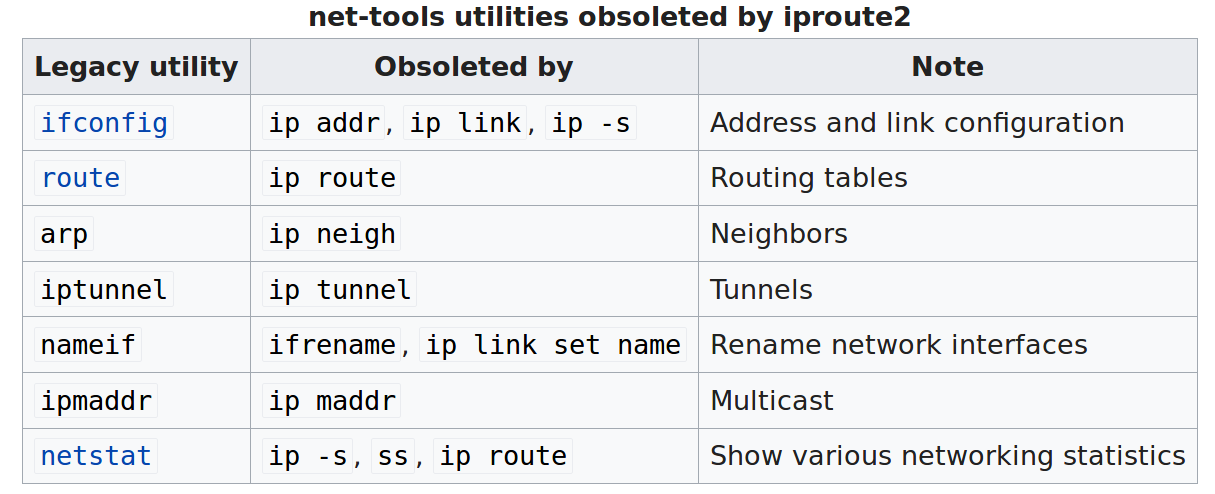 net-tools utilities obsoleted by iproute2
Legacy utility Obsoleted by Note
ifconfig ip addr, ip link, ip -s Address and link configuration
route ip route Routing tables
arp ip neigh Neighbors
iptunnel ip tunnel Tunnels
nameif ifrename, ip link set name Rename network interfaces
ipmaddr ip maddr Multicast
netstat ip -s, ss, ip route Show various networking statistics